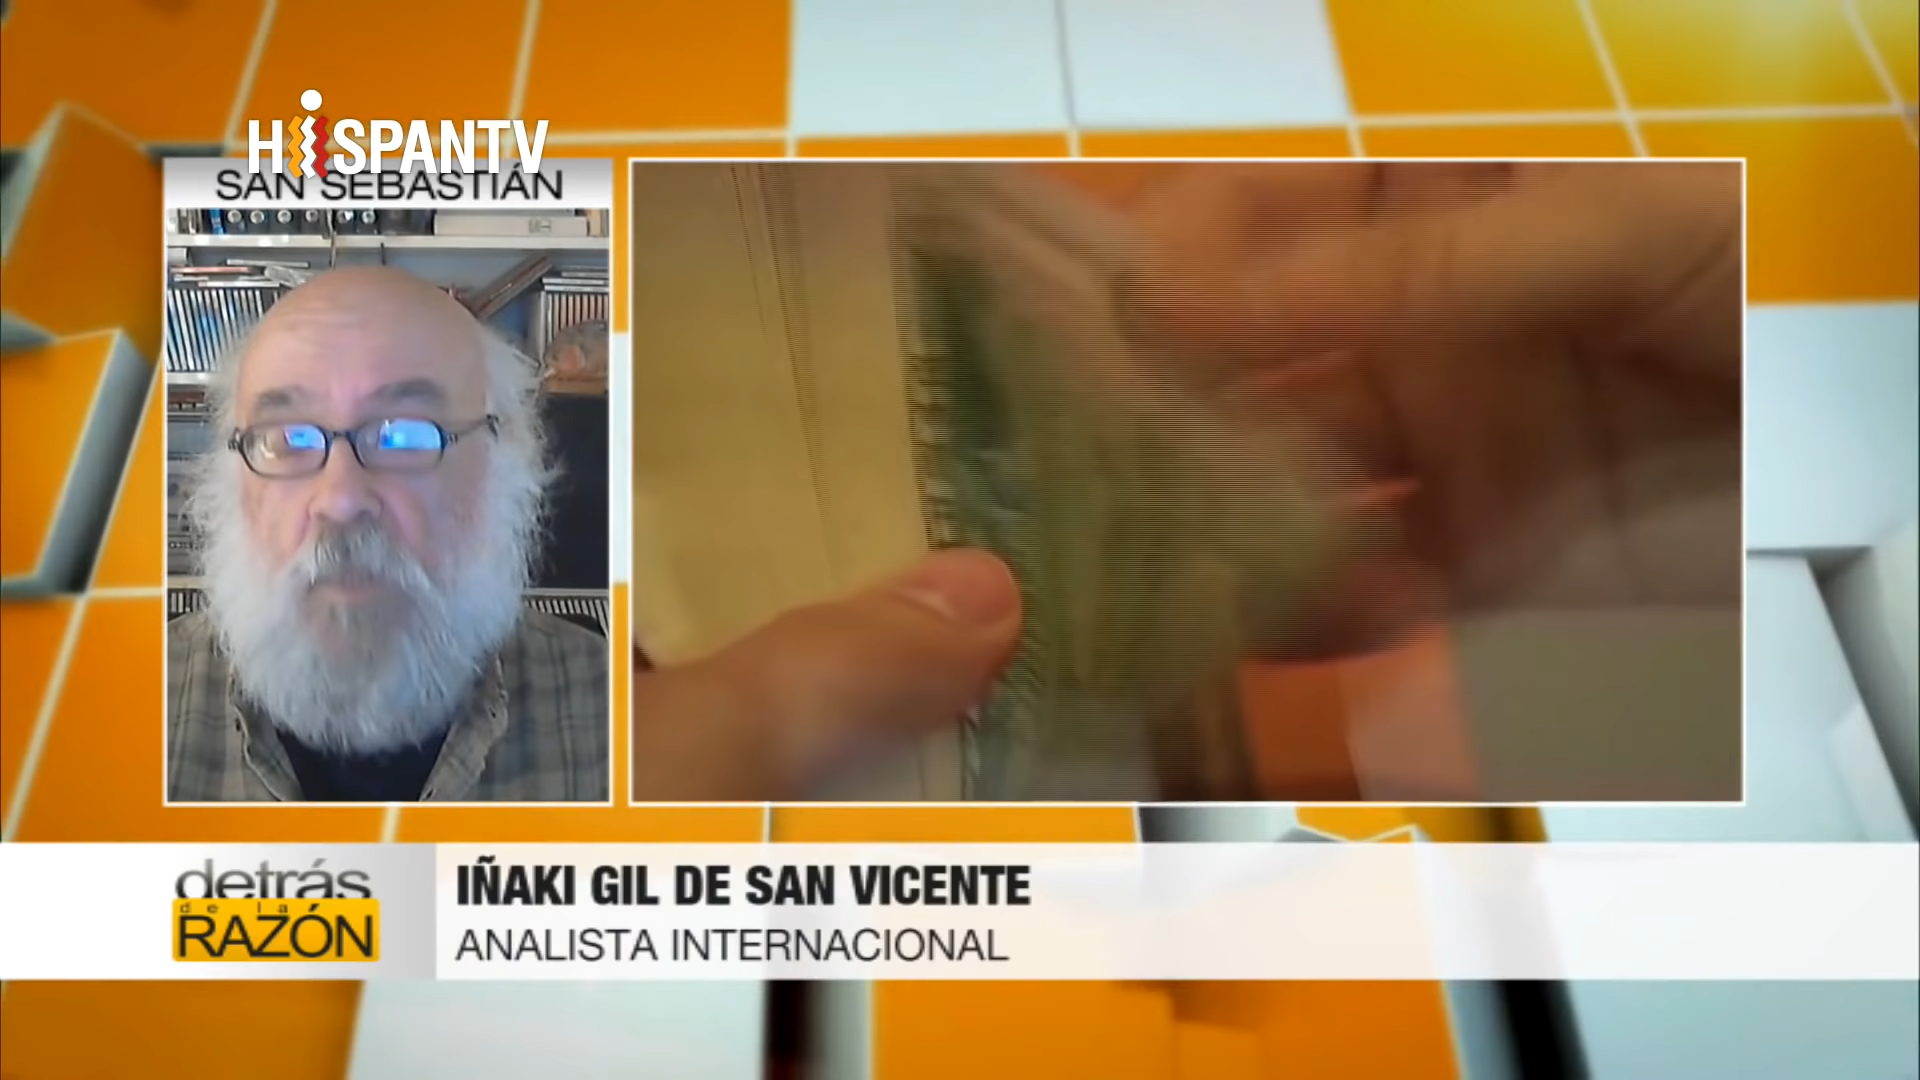 HISPANTV
SAN SEBASTIÁN
detrás
de la
RAZÓN
IÑAKI GIL DE SAN VICENTE
ANALISTA INTERNACIONAL